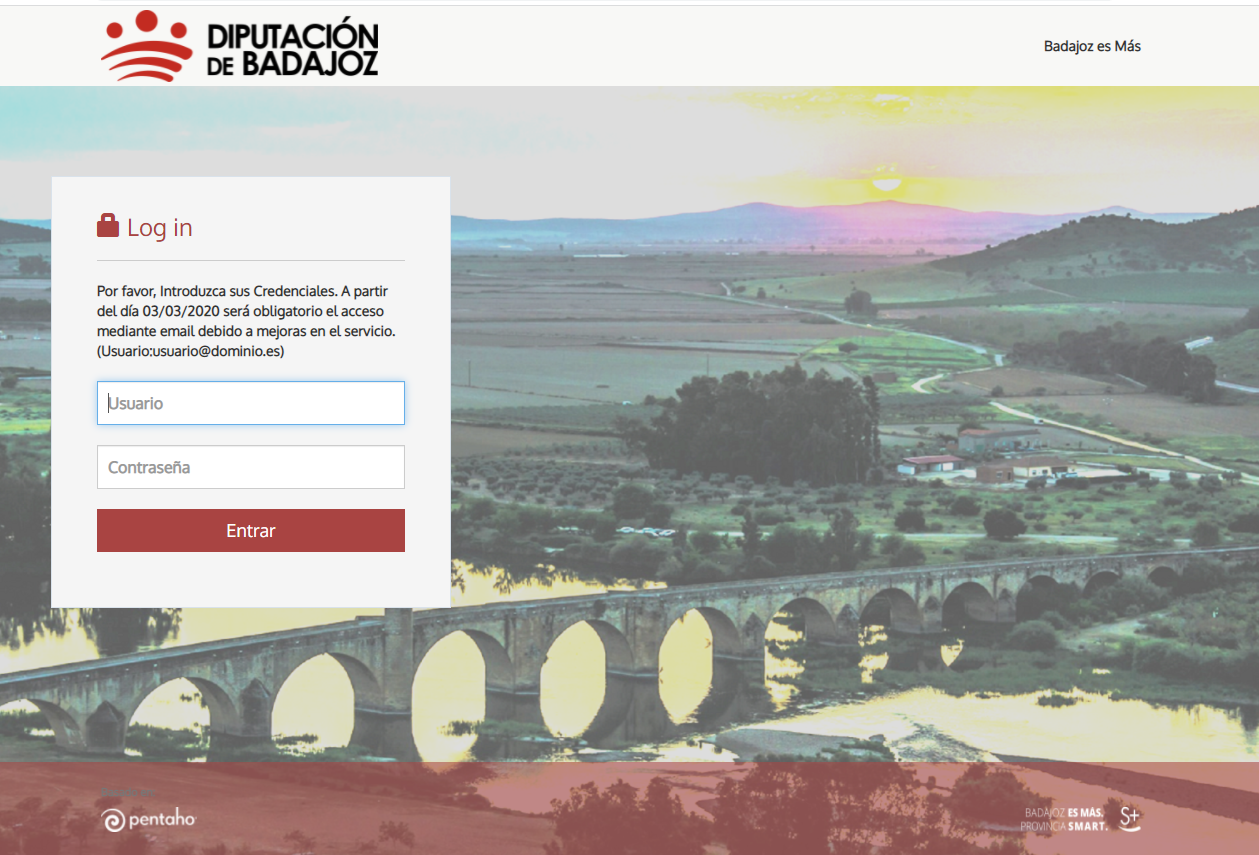 DIPUTACIÓN
DE BADAJOZ
Badajoz es Más
Log in
Por favor, Introduzca sus Credenciales. A partir
del día 03/03/2020 será obligatorio el acceso
mediante email debido a mejoras en el servicio.
(Usuario:usuario@dominio.es)
Usuario
Contraseña
Entrar
pentaho
BADAJOZ ES MÁS.
PROVINCIA SMART.
S+